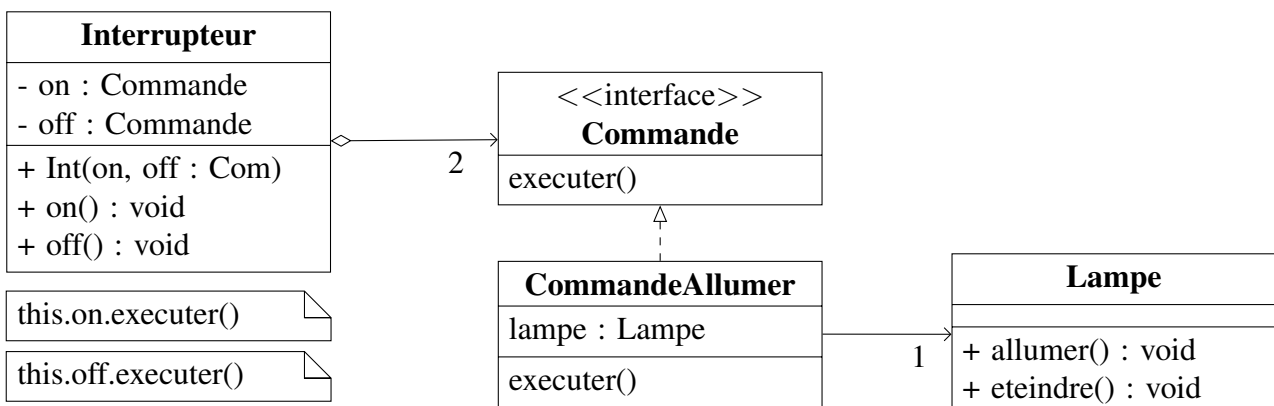 Interrupteur
- on : Commande
- off : Commande
+ Int(on, off : Com)
+ on() : void
+ off() : void
this.on.executer()
this.off.executer()
2
<<interface>>
Commande
executer()
CommandeAllumer
lampe : Lampe
executer()
1
Lampe
+ allumer() : void
+ eteindre() : void